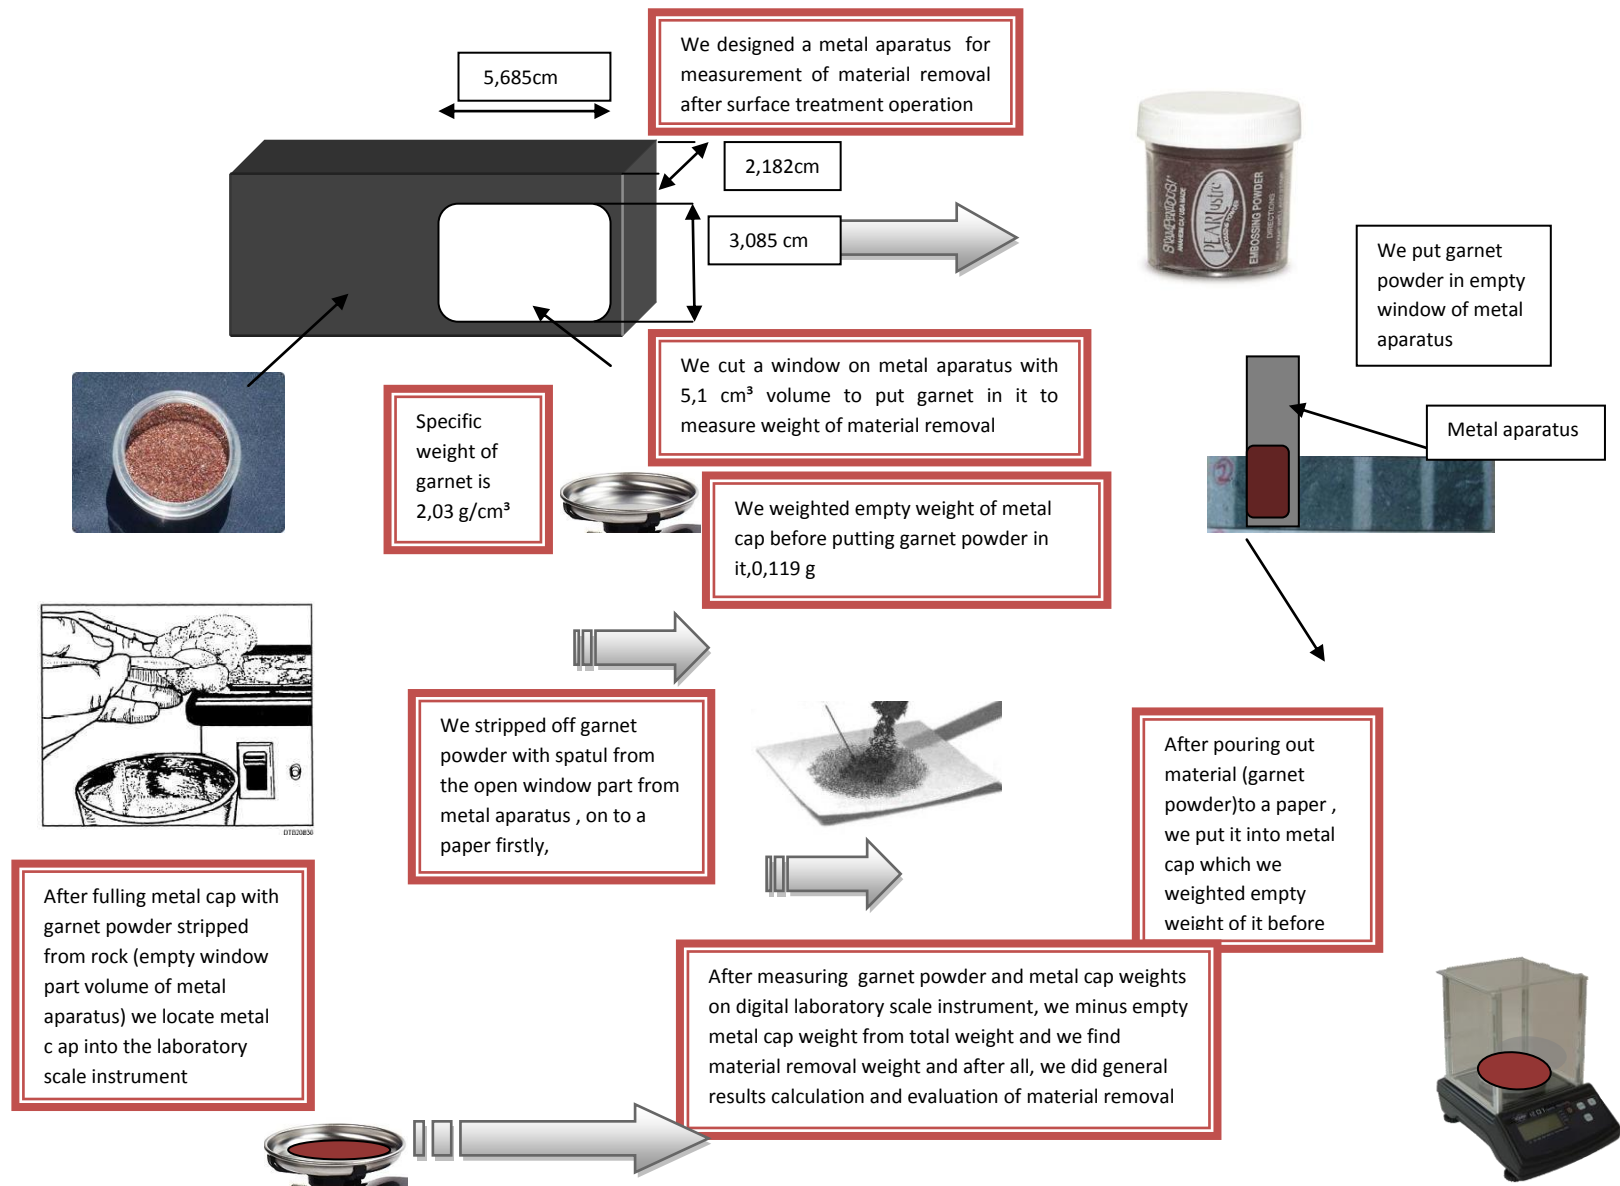 5,685cm
We designed a metal aparatus for
measurement of material removal
after surface treatment operation
2,182cm
3,085 cm
PEARLustre
EMBOSSING POWDER
DIRECTIONS
We put garnet
powder in empty
window of metal
aparatus
We cut a window on metal aparatus with
5,1 cm³ volume to put garnet in it to
measure weight of material removal
Specific
weight of
garnet is
2,03 g/cm³
Metal aparatus
2
We weighted empty weight of metal
cap before putting garnet powder in
it,0,119 g
We stripped off garnet
powder with spatul from
the open window part from
metal aparatus , on to a
paper firstly,
After pouring out
material (garnet
powder)to a paper ,
we put it into metal
cap which we
weighted empty
weight of it before
After fulling metal cap with
garnet powder stripped
from rock (empty window
part volume of metal
aparatus) we locate metal
c ap into the laboratory
scale instrument
After measuring garnet powder and metal cap weights
on digital laboratory scale instrument, we minus empty
metal cap weight from total weight and we find
material removal weight and after all, we did general
results calculation and evaluation of material removal